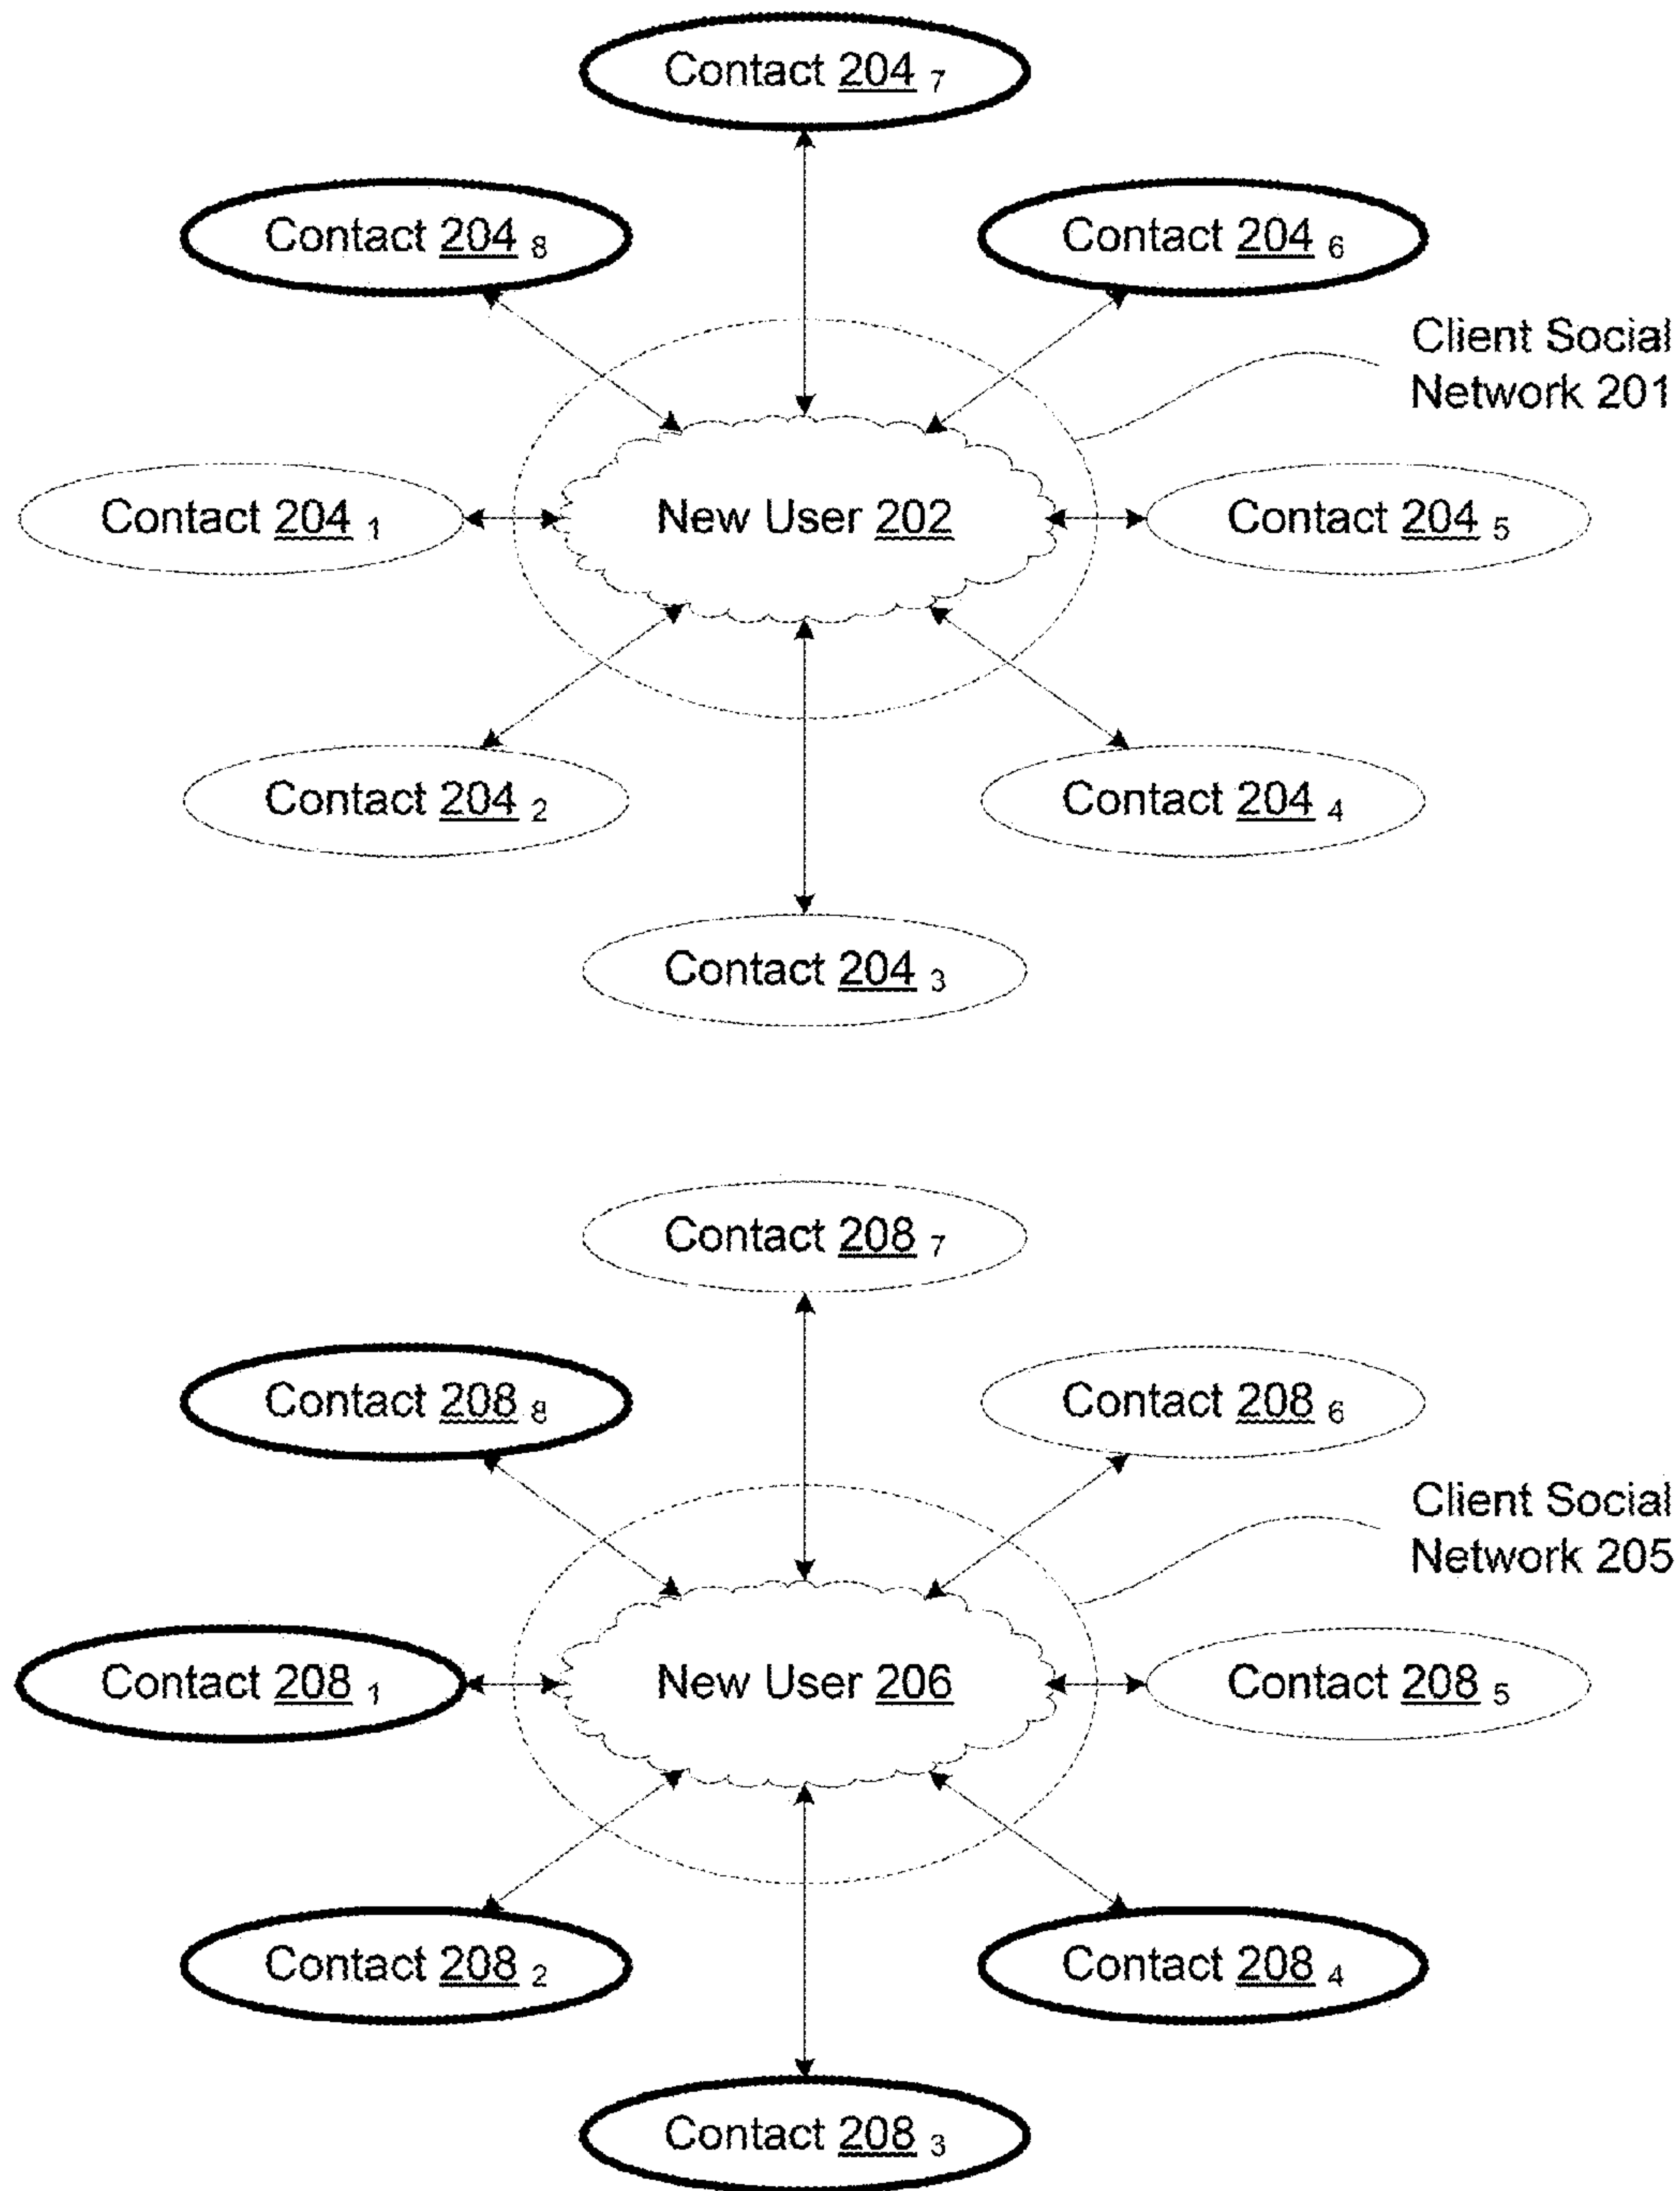 Contact 204 7
Contact 204 8
Contact 204 6
Client Social
Network 201
Contact 204 1
New User 202
Contact 204 5
Contact 204 2
Contact 204 4
Contact 204 3
Contact 208 7
Contact 208 8
Contact 208 6
Client Social
Network 205
Contact 208 1
New User 206
Contact 208 5
Contact 208 2
Contact 208 4
Contact 208 3